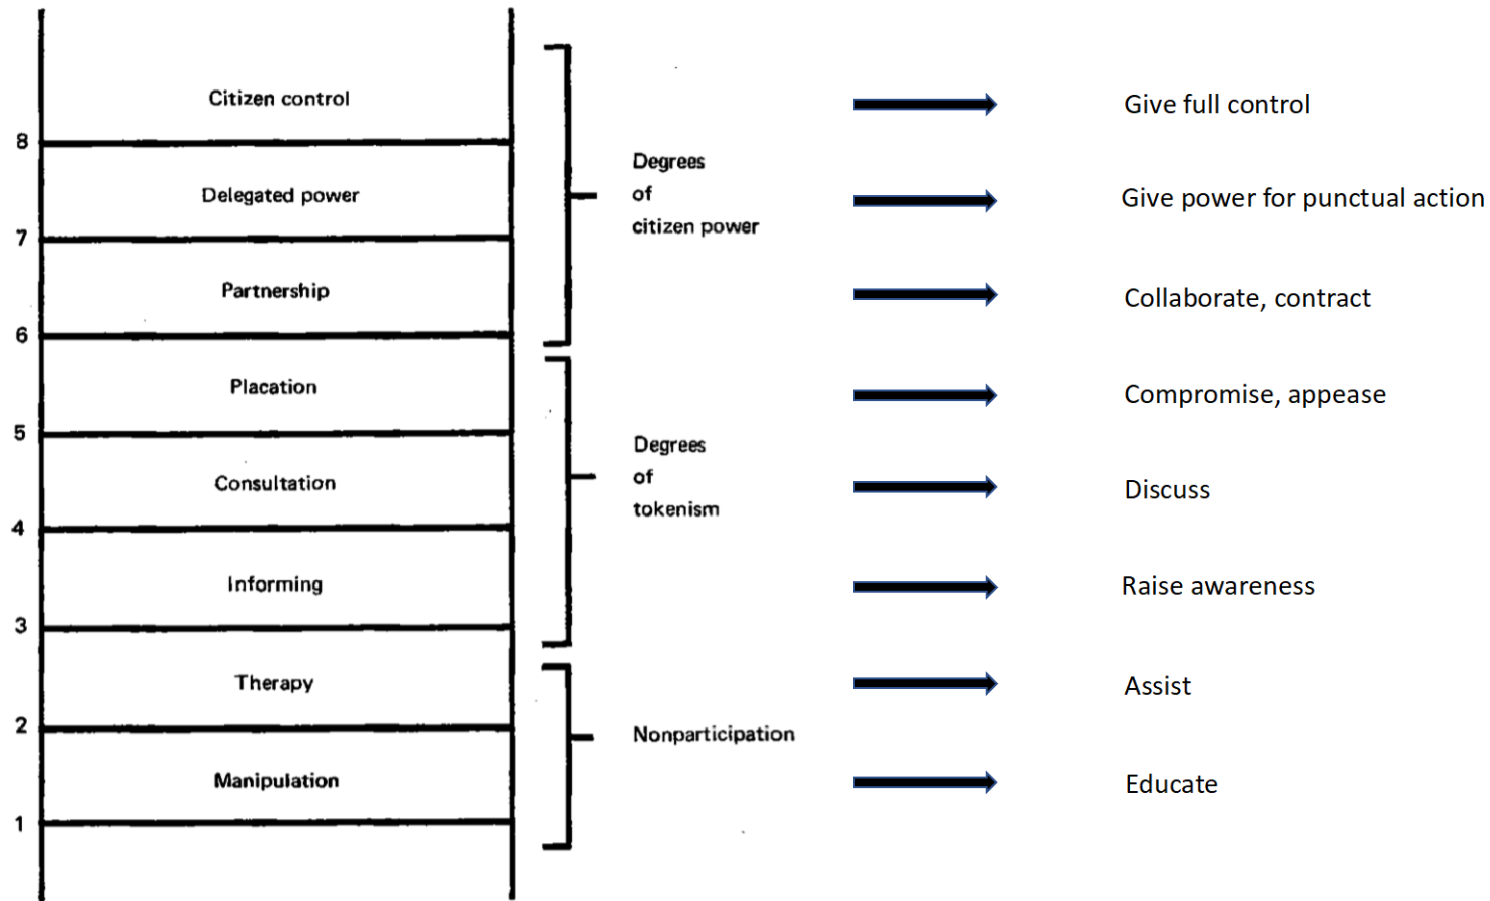 Citizen control
8
Delegated power
7
Partnership
6
Placation
5
Consultation
4
Informing
3
Therapy
2
Manipulation
1
Degrees
of
citizen power
Degrees
of
tokenism
Nonparticipation
Give full control
Give power for punctual action
Collaborate, contract
Compromise, appease
Discuss
Raise awareness
Assist
Educate